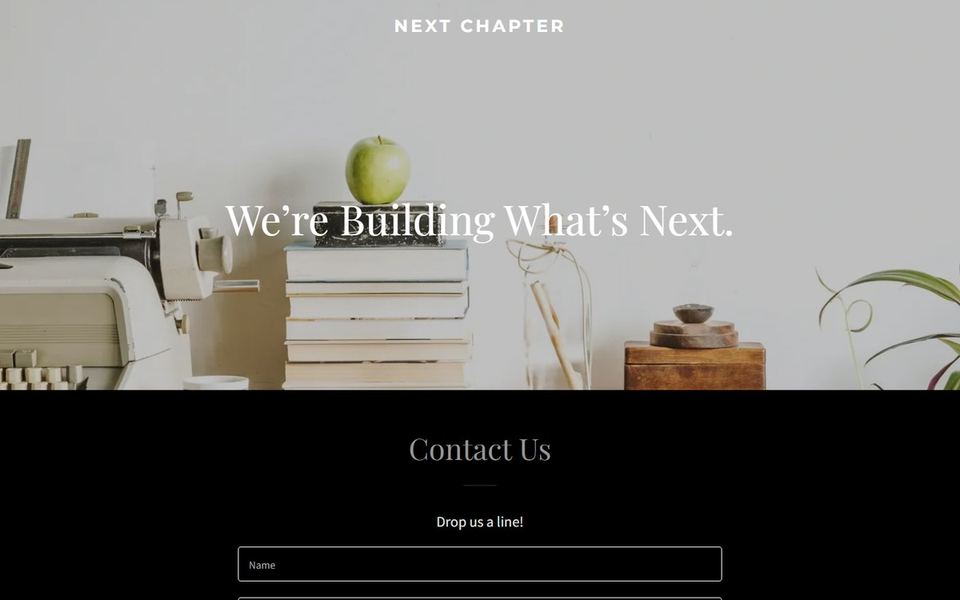 NEXT CHAPTER
We’re Building What’s Next.
Contact Us
Drop us a line!
Name